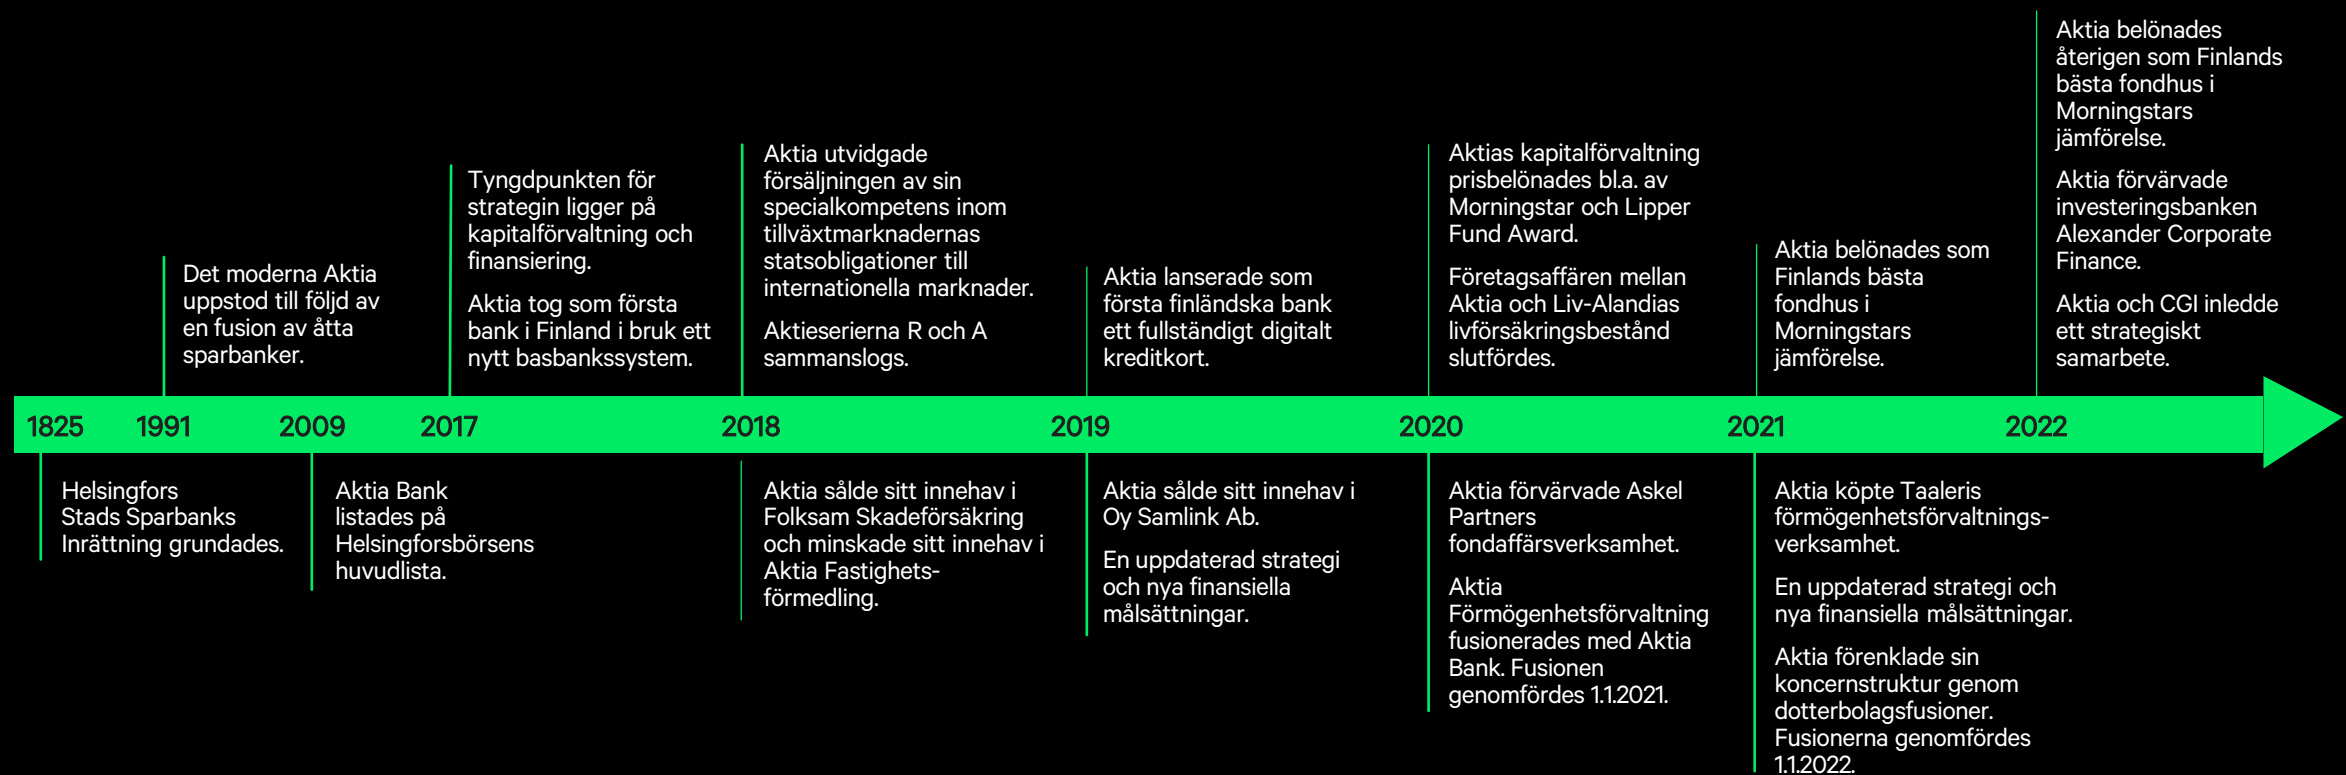 Det moderna Aktia
uppstod till följd av
en fusion av åtta
sparbanker.
Tyngdpunkten för
strategin ligger på
kapitalförvaltning och
finansiering.
Aktia tog som första
bank i Finland i bruk ett
nytt basbankssystem.
Aktia utvidgade
försäljningen av sin
specialkompetens inom
tillväxtmarknadernas
statsobligationer till
internationella marknader.
Aktieserierna R och A
sammanslogs.
Aktia lanserade som
första finländska bank
ett fullständigt digitalt
kreditkort.
Aktias kapitalförvaltning
prisbelönades bl.a. av
Morningstar och Lipper
Fund Award.
Företagsaffären mellan
Aktia och Liv-Alandias
livförsäkringsbestånd
slutfördes.
Aktia belönades som
Finlands bästa
fondhus i
Morningstars
jämförelse.
Aktia belönades
återigen som Finlands
bästa fondhus i
Morningstars
jämförelse.
Aktia förvärvade
investeringsbanken
Alexander Corporate
Finance.
Aktia och CGI inledde
ett strategiskt
samarbete.
1825 1991 2009 2017 2018 2019 2020 2021 2022
Helsingfors
Stads Sparbanks
Inrättning grundades.
Aktia Bank
listades på
Helsingforsbörsens
huvudlista.
Aktia sålde sitt innehav i
Folksam Skadeförsäkring
och minskade sitt innehav i
Aktia Fastighets-
förmedling.
Aktia sålde sitt innehav i
Oy Samlink Ab.
En uppdaterad strategi
och nya finansiella
målsättningar.
Aktia förvärvade Askel
Partners
fondaffärsverksamhet.
Aktia
Förmögenhetsförvaltning
fusionerades med Aktia
Bank. Fusionen
genomfördes 1.1.2021.
Aktia köpte Taaleris
förmögenhetsförvaltnings-
verksamhet.
En uppdaterad strategi och
nya finansiella målsättningar.
Aktia förenklade sin
koncernstruktur genom
dotterbolagsfusioner.
Fusionerna genomfördes
1.1.2022.